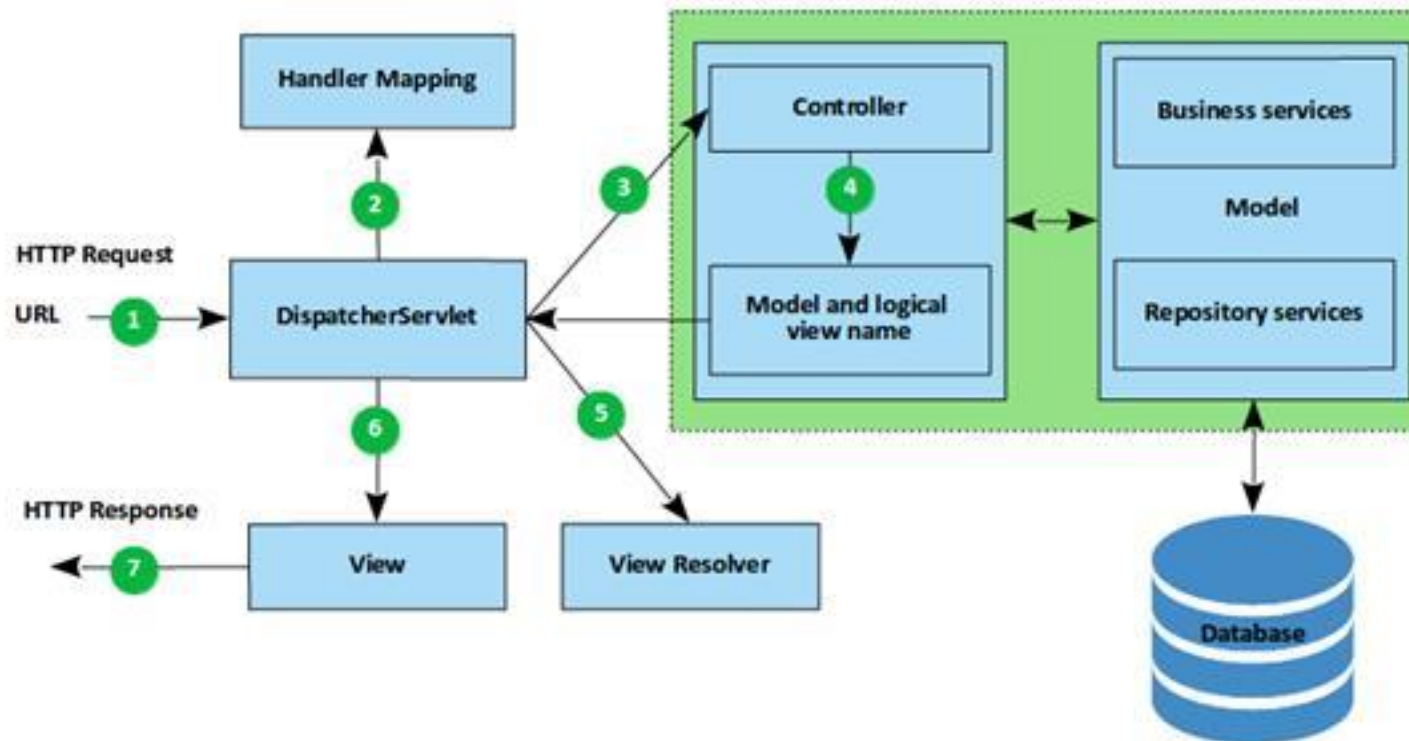 Handler Mapping
Controller
Business services
2
3
4
Model
HTTP Request
URL
1
DispatcherServlet
Model and logical
view name
Repository services
6
5
HTTP Response
7
View
View Resolver
Database